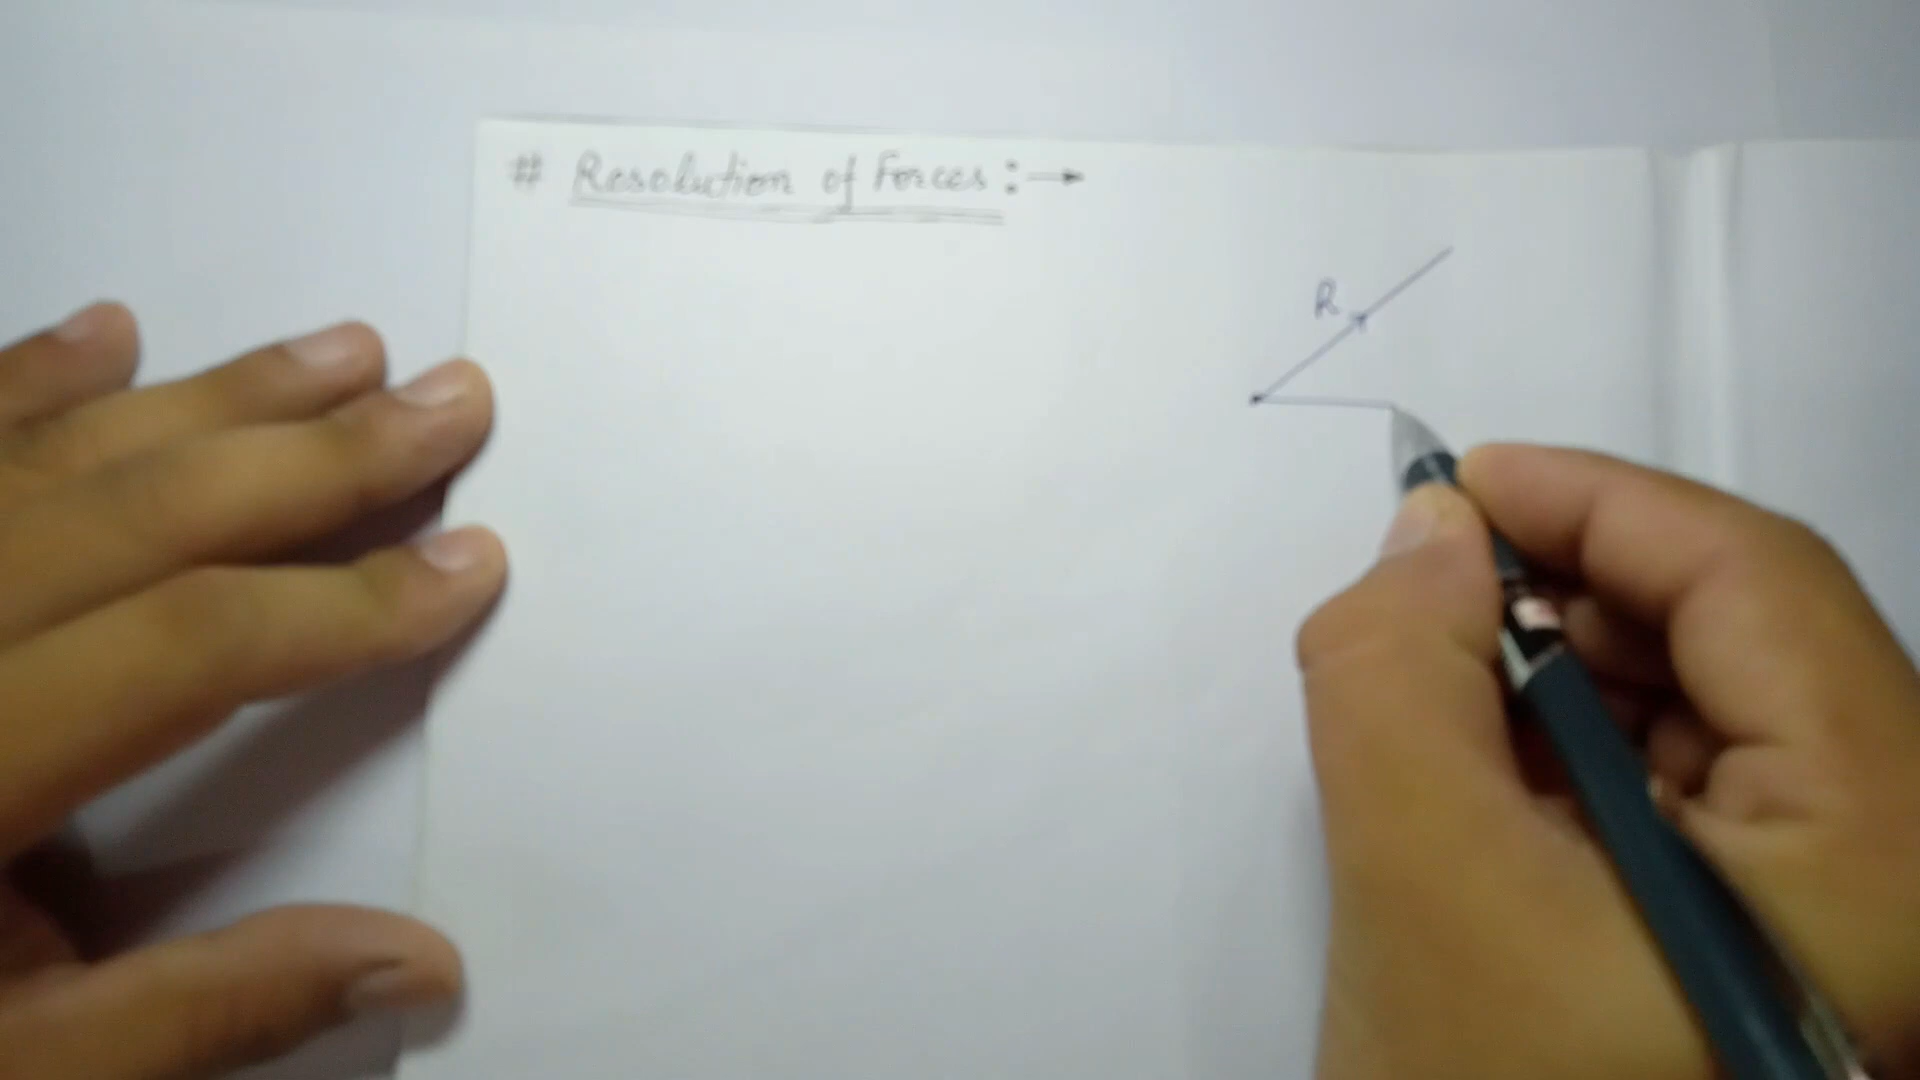 # Resolution of Forces :→
R